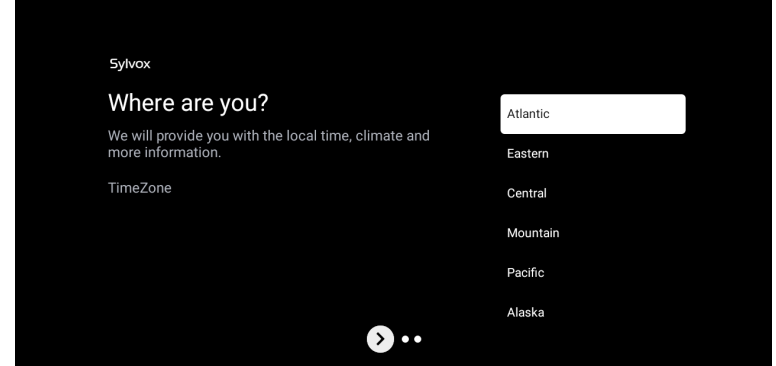 Sylvox
Where are you?
We will provide you with the local time, climate and
more information.
TimeZone
Atlantic
Eastern
Central
Mountain
Pacific
Alaska